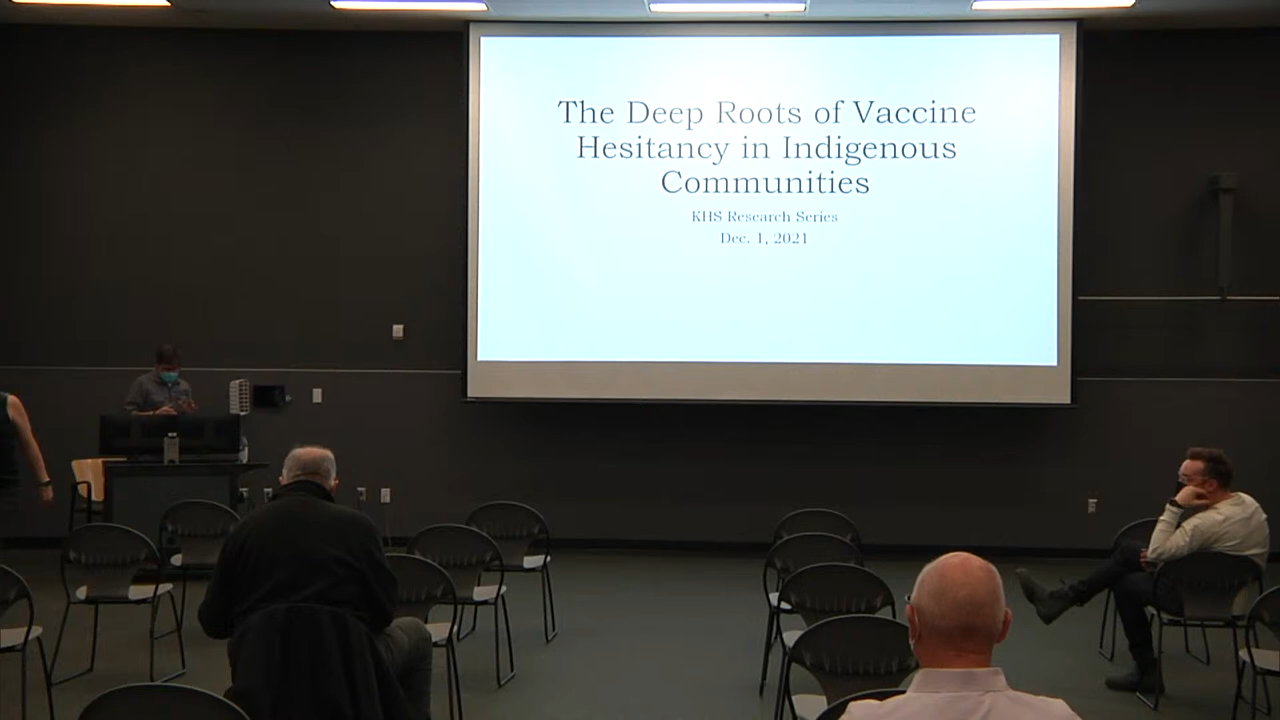 The Deep Roots of Vaccine
Hesitancy in Indigenous
Communities
KHS Research Series
Dec. 1, 2021